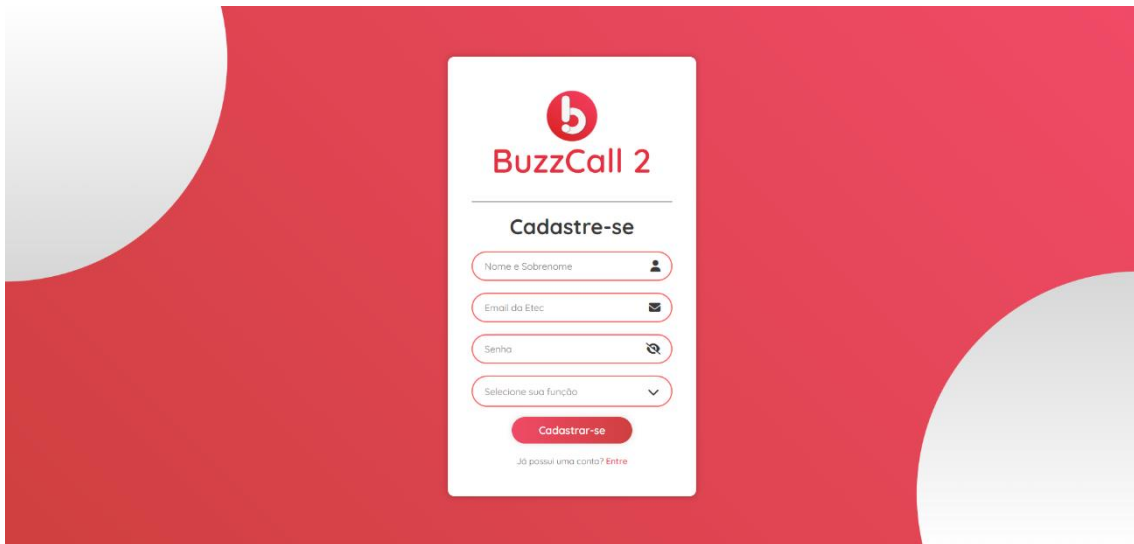 BuzzCall 2
Cadastre-se
Nome e Sobrenome
Email da Etec
Senha
Selecione sua função
Cadastrar-se
Já possui uma conta? Entre